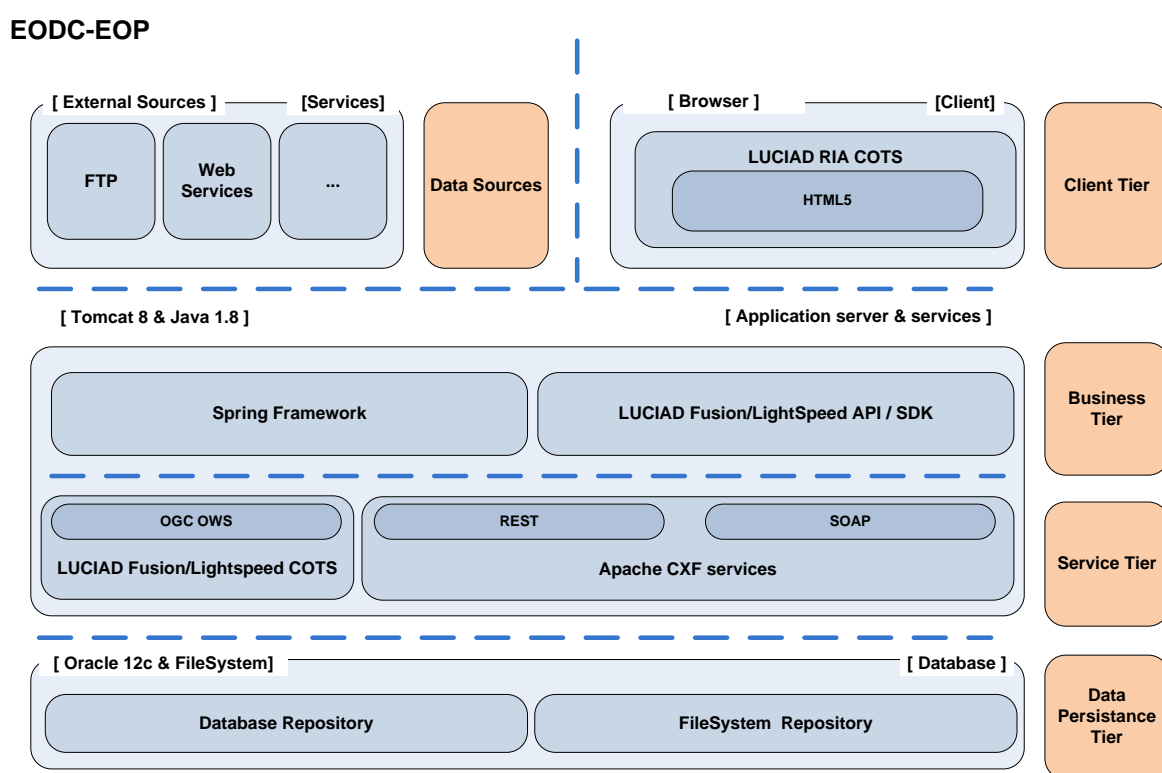 EODC-EOP
[ External Sources ]
[Services]
[ Browser ]
[Client]
FTP
Web
Services
...
Data Sources
LUCIAD RIA COTS
HTML5
Client Tier
[ Tomcat 8 & Java 1.8 ]
[ Application server & services ]
Spring Framework
LUCIAD Fusion/LightSpeed API / SDK
Business
Tier
OGC OWS
REST
SOAP
LUCIAD Fusion/Lightspeed COTS
Apache CXF services
Service Tier
[ Oracle 12c & FileSystem]
[ Database ]
Database Repository
FileSystem Repository
Data
Persistance
Tier